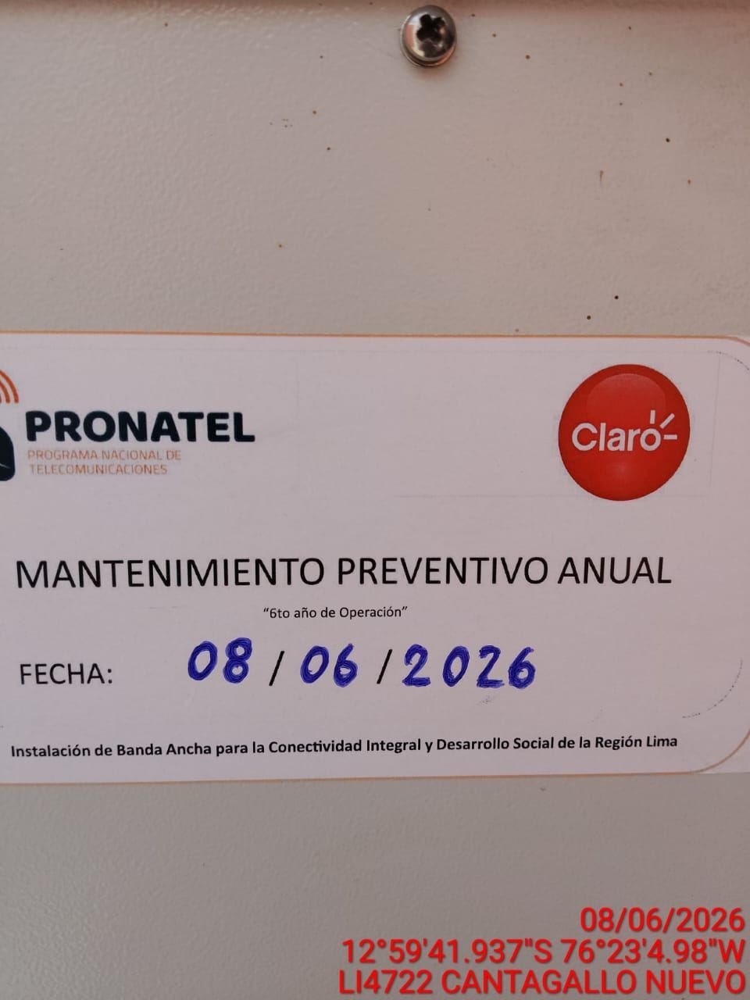 PRONATEL
PROGRAMA NACIONAL DE
TELECOMUNICACIONES
Claro
MANTENIMIENTO PREVENTIVO ANUAL
“6to año de Operación”
FECHA: 08 / 06 / 2026
Instalación de Banda Ancha para la Conectividad Integral y Desarrollo Social de la Región Lima
08/06/2026
12°59'41.937"S 76°23'4.98"W
LI4722 CANTAGALLO NUEVO